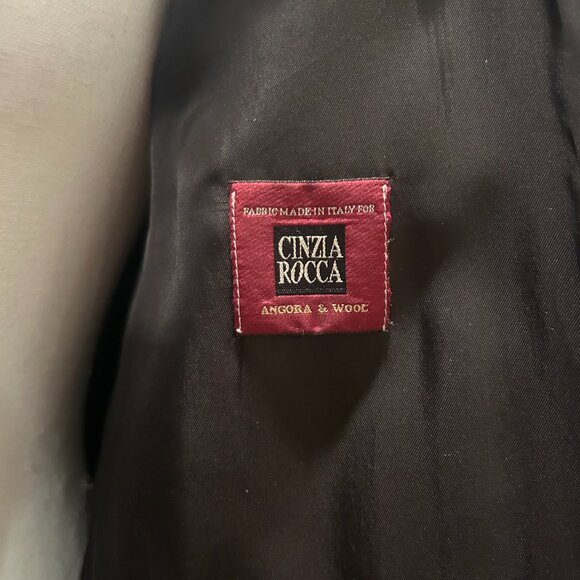 FABRIC MADE IN ITALY FOR
CINZIA
ROCCA
ANGORA & WOOL